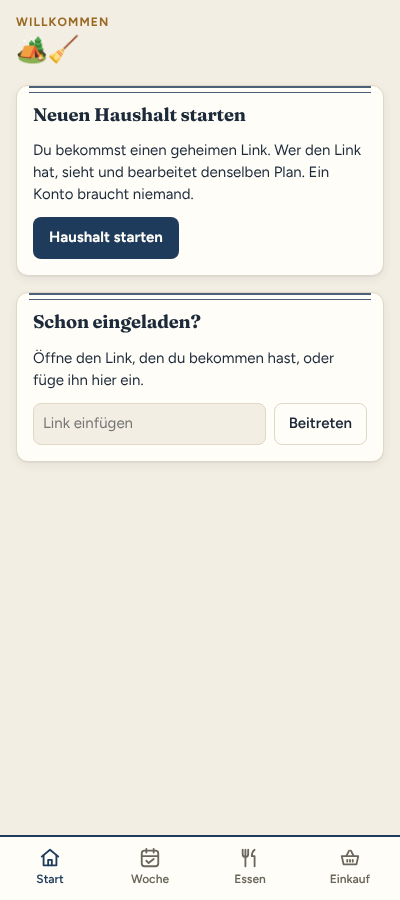 WILLKOMMEN
🏕️🧹
Neuen Haushalt starten
Du bekommst einen geheimen Link. Wer den Link
hat, sieht und bearbeitet denselben Plan. Ein
Konto braucht niemand.
Haushalt starten
Schon eingeladen?
Öffne den Link, den du bekommen hast, oder
füge ihn hier ein.
Link einfügen
Beitreten
Start
Woche
Essen
Einkauf